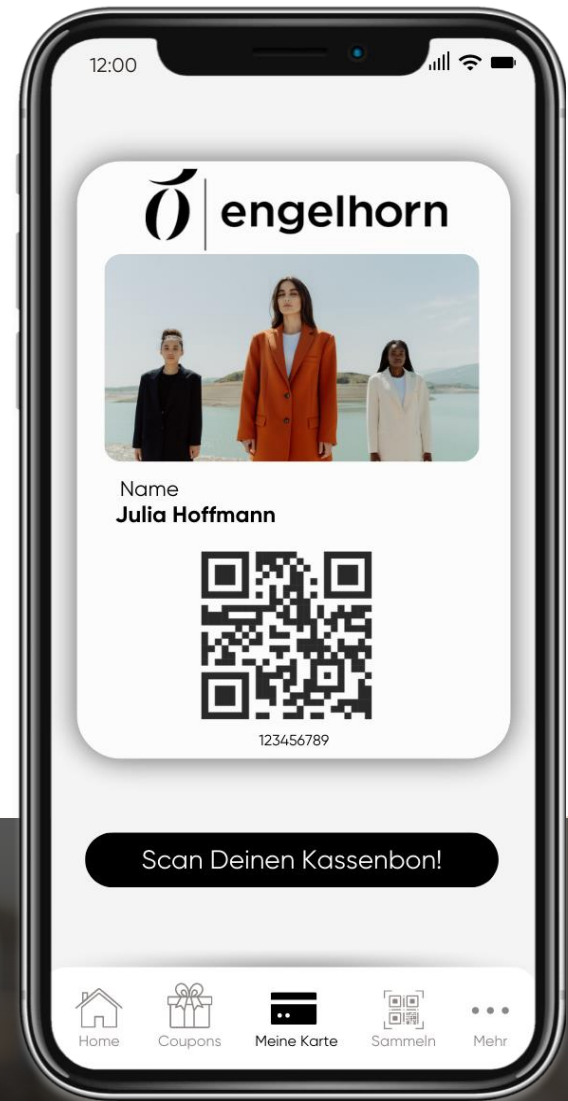 12:00
engelhorn
Name
Julia Hoffmann
123456789
Scan Deinen Kassenbon!
Home
Coupons
Meine Karte
Sammeln
Mehr